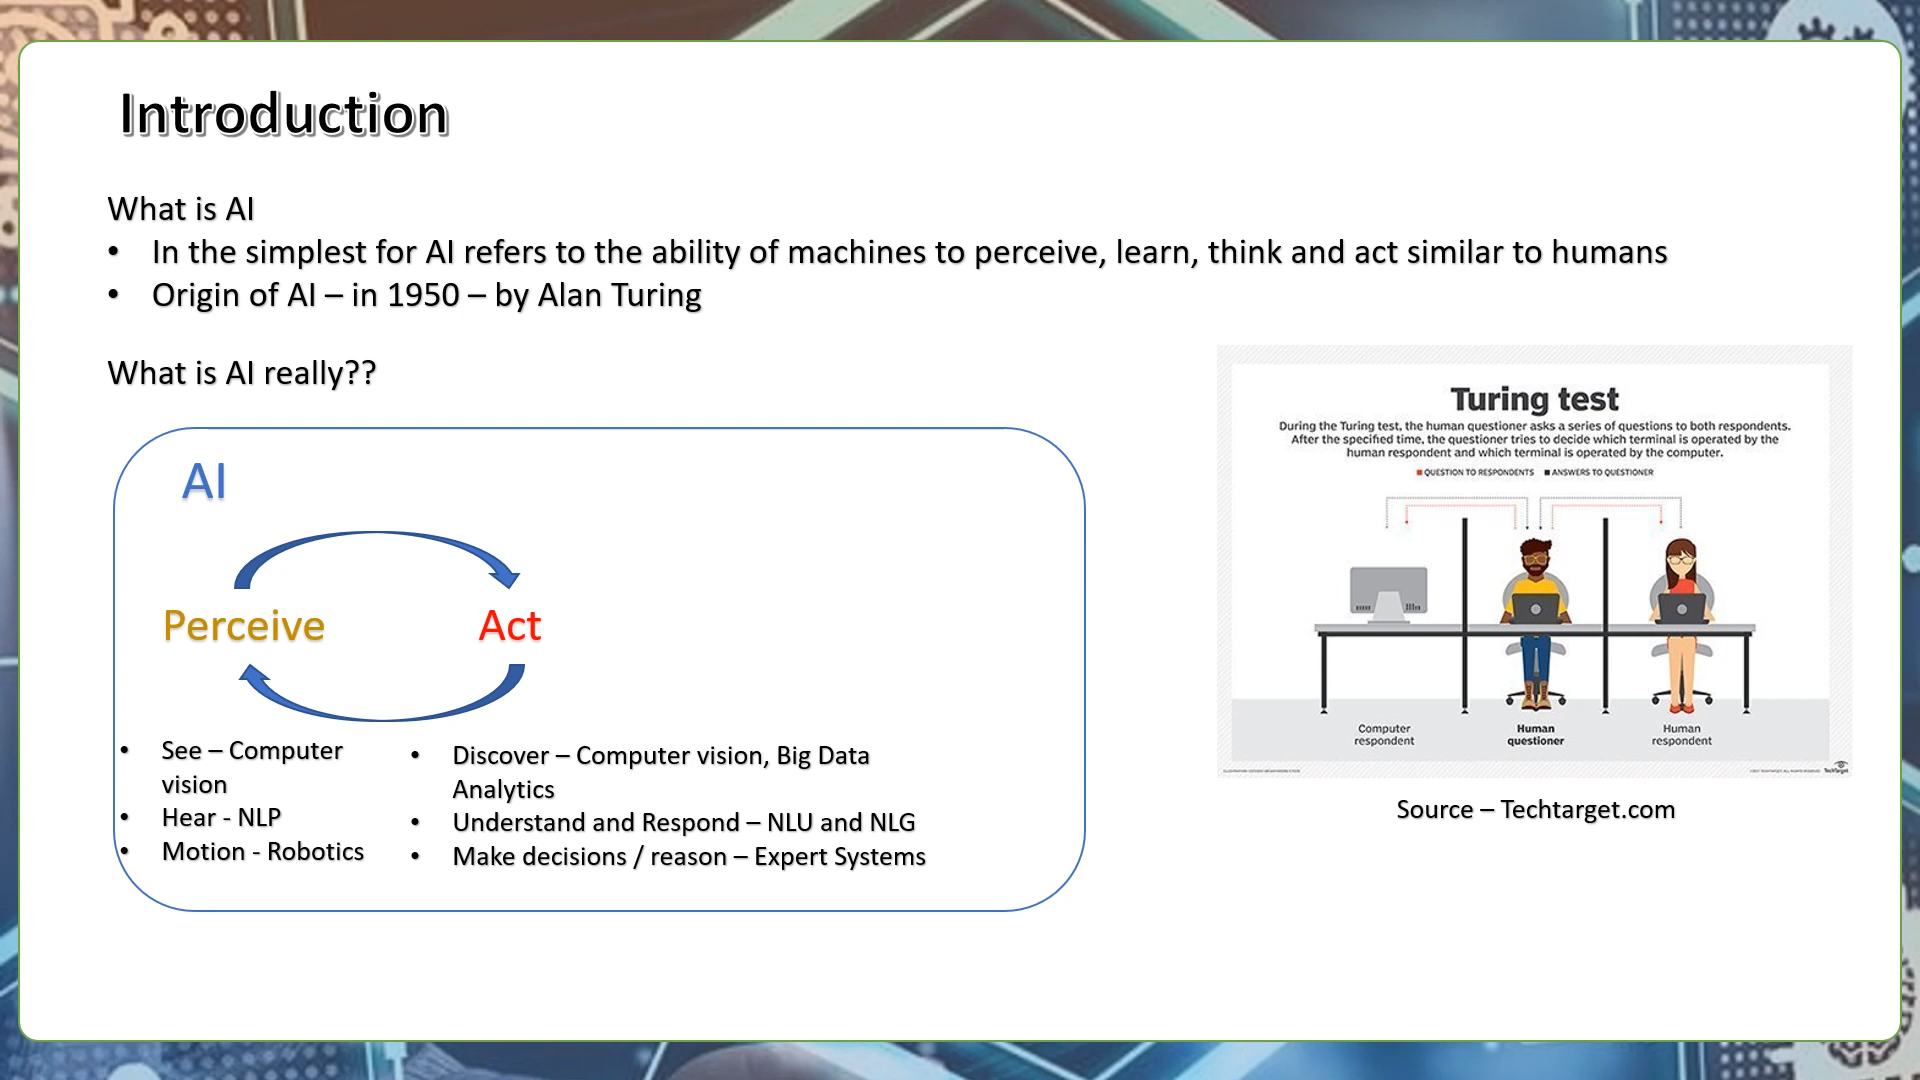 Introduction
What is AI
• In the simplest for AI refers to the ability of machines to perceive, learn, think and act similar to humans
• Origin of AI – in 1950 – by Alan Turing
What is AI really??
AI
Perceive
Act
• See – Computer
vision
• Hear - NLP
• Motion - Robotics
• Discover – Computer vision, Big Data
Analytics
• Understand and Respond – NLU and NLG
• Make decisions / reason – Expert Systems
Turing test
During the Turing test, the human questioner asks a series of questions to both respondents.
After the specified time, the questioner tries to decide which terminal is operated by the
human respondent and which terminal is operated by the computer.
QUESTION TO RESPONDENTS ANSWERS TO QUESTIONER
Computer
respondent
Human
questioner
Human
respondent
TechTarget
Source – Techtarget.com